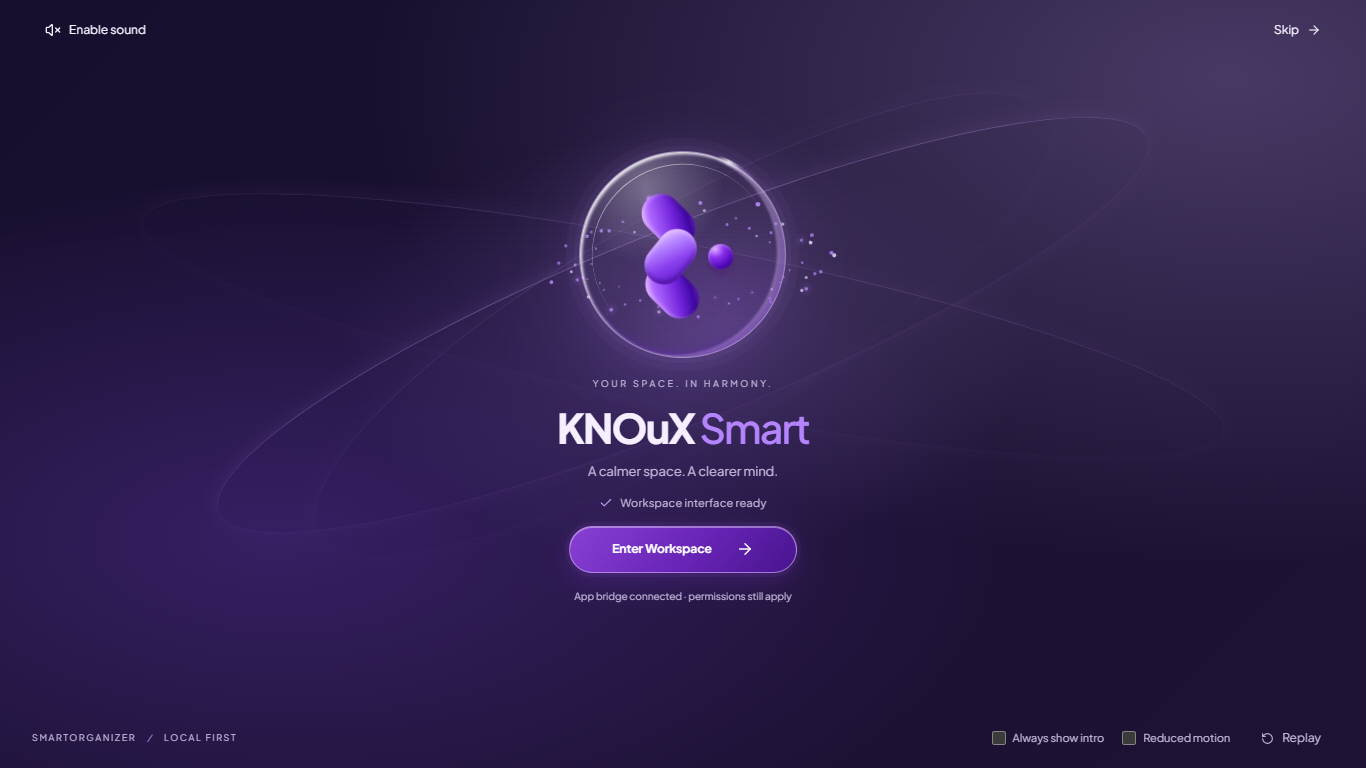 Enable sound
Skip
YOUR SPACE. IN HARMONY.
KNOuX Smart
A calmer space. A clearer mind.
Workspace interface ready
Enter Workspace
App bridge connected · permissions still apply
SMARTORGANIZER / LOCAL FIRST
Always show intro
Reduced motion
Replay